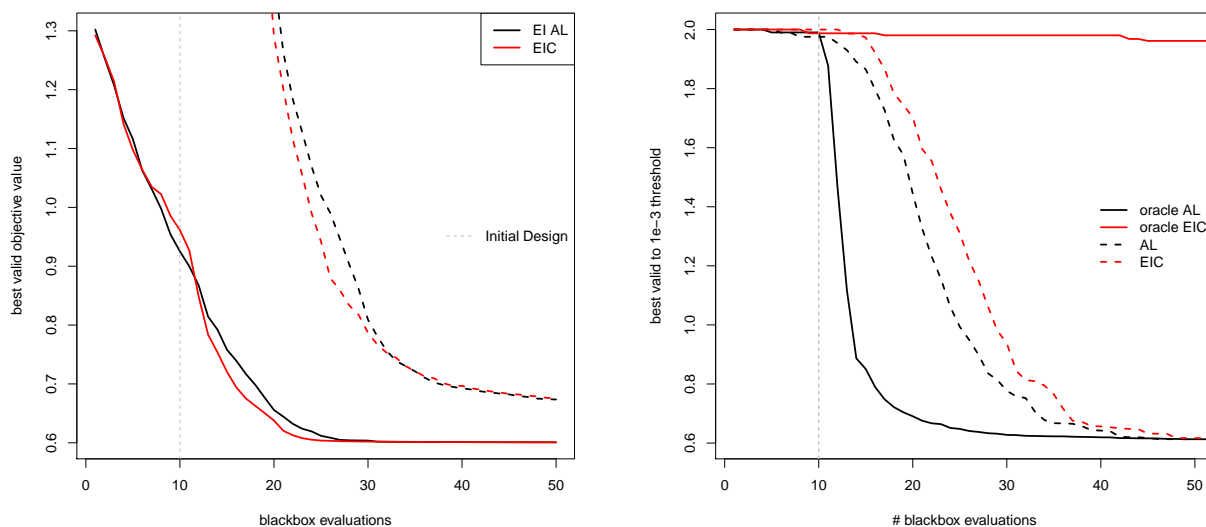 1.3
1.2
1.1
1.0
0.9
0.8
0.7
0.6
best valid objective value
EI AL
EIC
Initial Design
0 10 20 30 40 50
blackbox evaluations
2.0
1.8
1.6
1.4
1.2
1.0
0.8
0.6
best valid to 1e−3 threshold
oracle AL
oracle EIC
AL
EIC
0 10 20 30 40 50
# blackbox evaluations